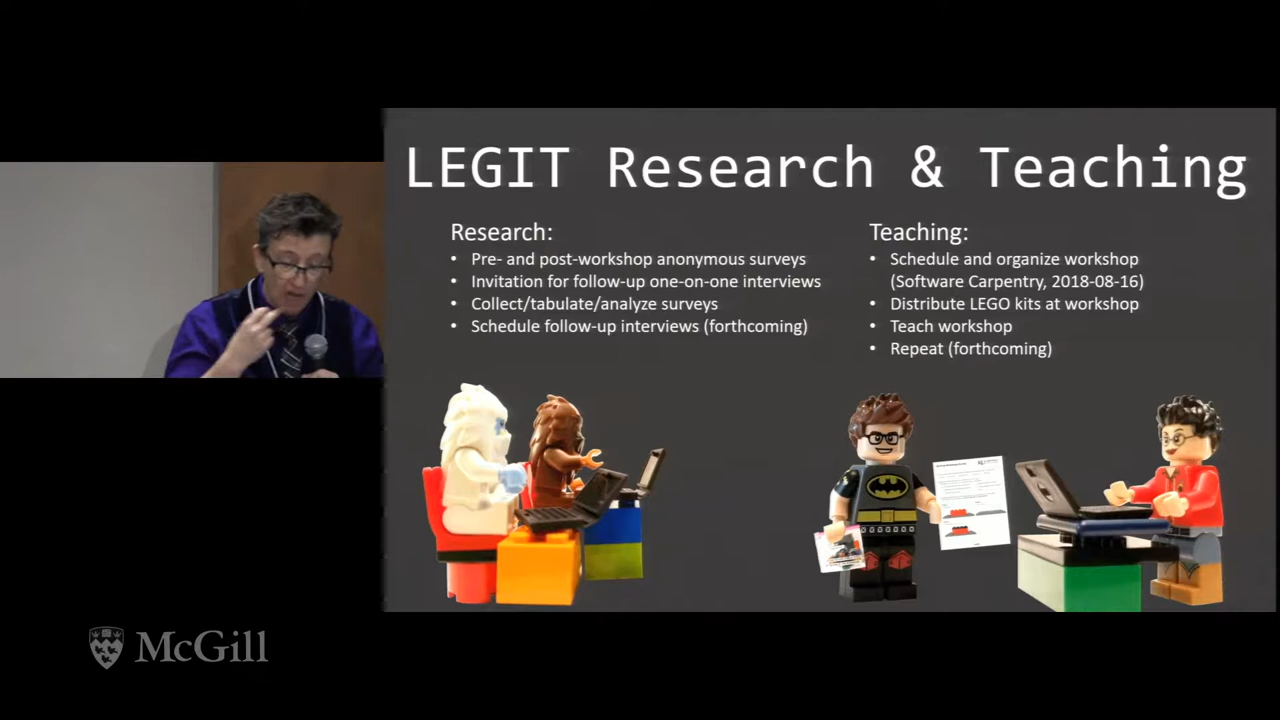 LEGIT Research & Teaching
Research:
• Pre- and post-workshop anonymous surveys
• Invitation for follow-up one-on-one interviews
• Collect/tabulate/analyze surveys
• Schedule follow-up interviews (forthcoming)
Teaching:
• Schedule and organize workshop
(Software Carpentry, 2018-08-16)
• Distribute LEGO kits at workshop
• Teach workshop
• Repeat (forthcoming)
McGill